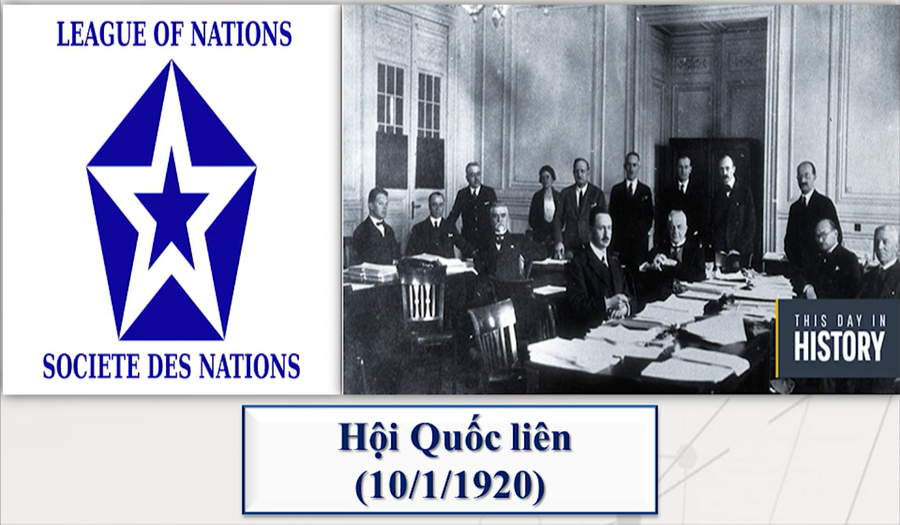 LEAGUE OF NATIONS
SOCIETE DES NATIONS
THIS DAY IN
HISTORY
Hội Quốc liên
(10/1/1920)